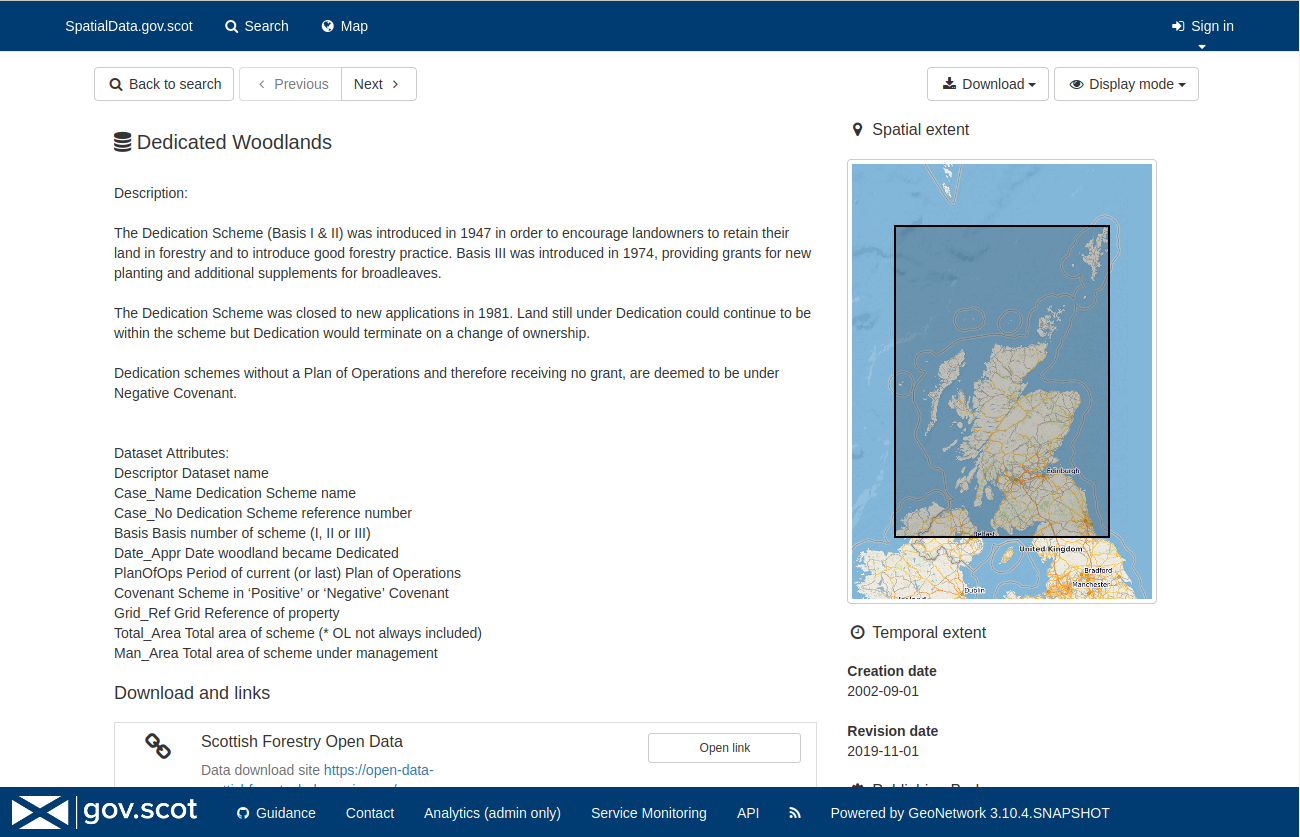 SpatialData.gov.scot Search Map Sign in
Back to search Previous Next Download Display mode
Dedicated Woodlands
Description:
The Dedication Scheme (Basis I & II) was introduced in 1947 in order to encourage landowners to retain their
land in forestry and to introduce good forestry practice. Basis III was introduced in 1974, providing grants for new
planting and additional supplements for broadleaves.
The Dedication Scheme was closed to new applications in 1981. Land still under Dedication could continue to be
within the scheme but Dedication would terminate on a change of ownership.
Dedication schemes without a Plan of Operations and therefore receiving no grant, are deemed to be under
Negative Covenant.
Dataset Attributes:
Descriptor Dataset name
Case_Name Dedication Scheme name
Case_No Dedication Scheme reference number
Basis Basis number of scheme (I, II or III)
Date_Appr Date woodland became Dedicated
PlanOfOps Period of current (or last) Plan of Operations
Covenant Scheme in ‘Positive’ or ‘Negative’ Covenant
Grid_Ref Grid Reference of property
Total_Area Total area of scheme (* OL not always included)
Man_Area Total area of scheme under management
Download and links
Scottish Forestry Open Data
Open link
Data download site https://open-data-
Spatial extent
Edinburgh
Belfast
United Kingdom
Bradford
Manchester
Dublin
Temporal extent
Creation date
2002-09-01
Revision date
2019-11-01
gov.scot Guidance Contact Analytics (admin only) Service Monitoring API Powered by GeoNetwork 3.10.4.SNAPSHOT